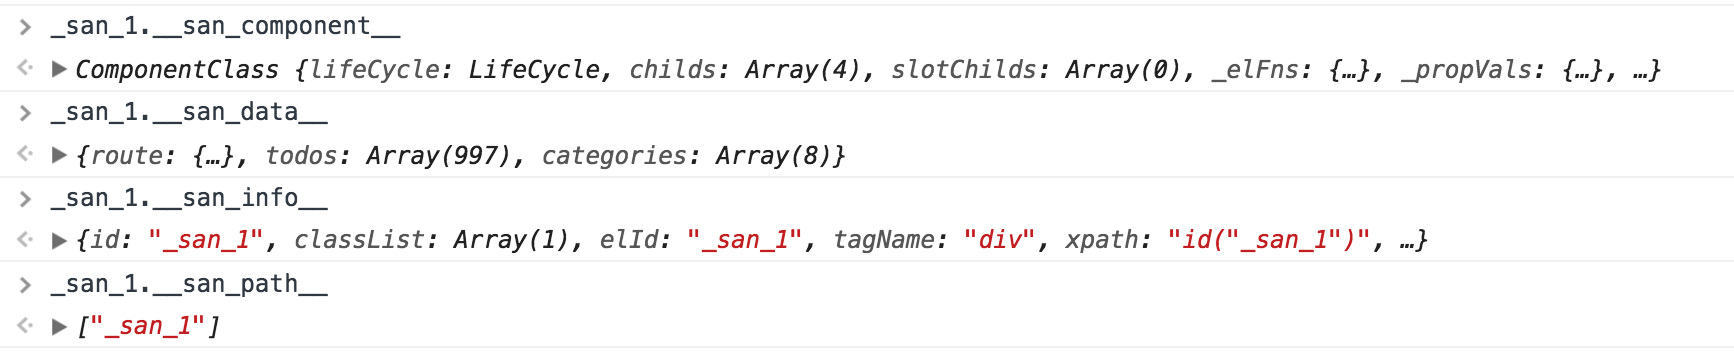 _san_1.__san_component__
ComponentClass {lifeCycle: LifeCycle, childs: Array(4), slotChilds: Array(0), _elFns: {…}, _propVals: {…}, …}
_san_1.__san_data__
{route: {…}, todos: Array(997), categories: Array(8)}
_san_1.__san_info__
{id: "_san_1", classList: Array(1), elId: "_san_1", tagName: "div", xpath: "id("_san_1")", …}
_san_1.__san_path__
["_san_1"]